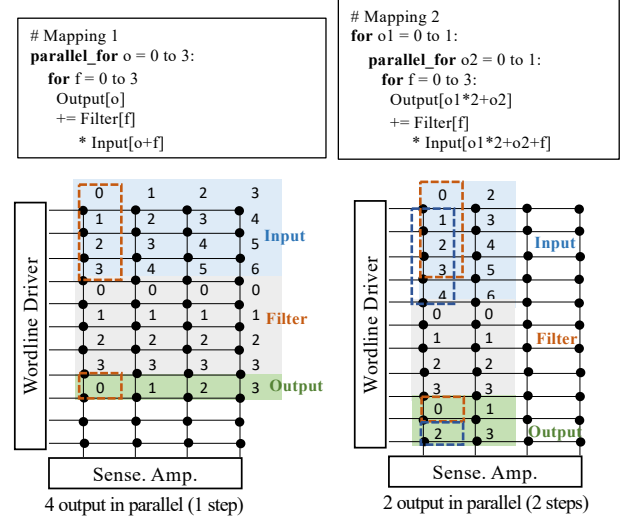 # Mapping 1
parallel_for o = 0 to 3:
for f = 0 to 3
Output[o]
+= Filter[f]
* Input[o+f]
# Mapping 2
for o1 = 0 to 1:
parallel_for o2 = 0 to 1:
for f = 0 to 3:
Output[o1*2+o2]
+= Filter[f]
* Input[o1*2+o2+f]
Wordline Driver
0 1 2 3
1 2 3 4
Input
2 3 4 5
3 4 5 6
0 0 0 0
1 1 1 1
Filter
2 2 2 2
3 3 3 3
0 1 2 3
Output
Sense. Amp.
4 output in parallel (1 step)
Wordline Driver
0 2
1 3
Input
2 4
3 5
4 6
0 0
1 1
Filter
2 2
3 3
0 1
2 3
Output
Sense. Amp.
2 output in parallel (2 steps)